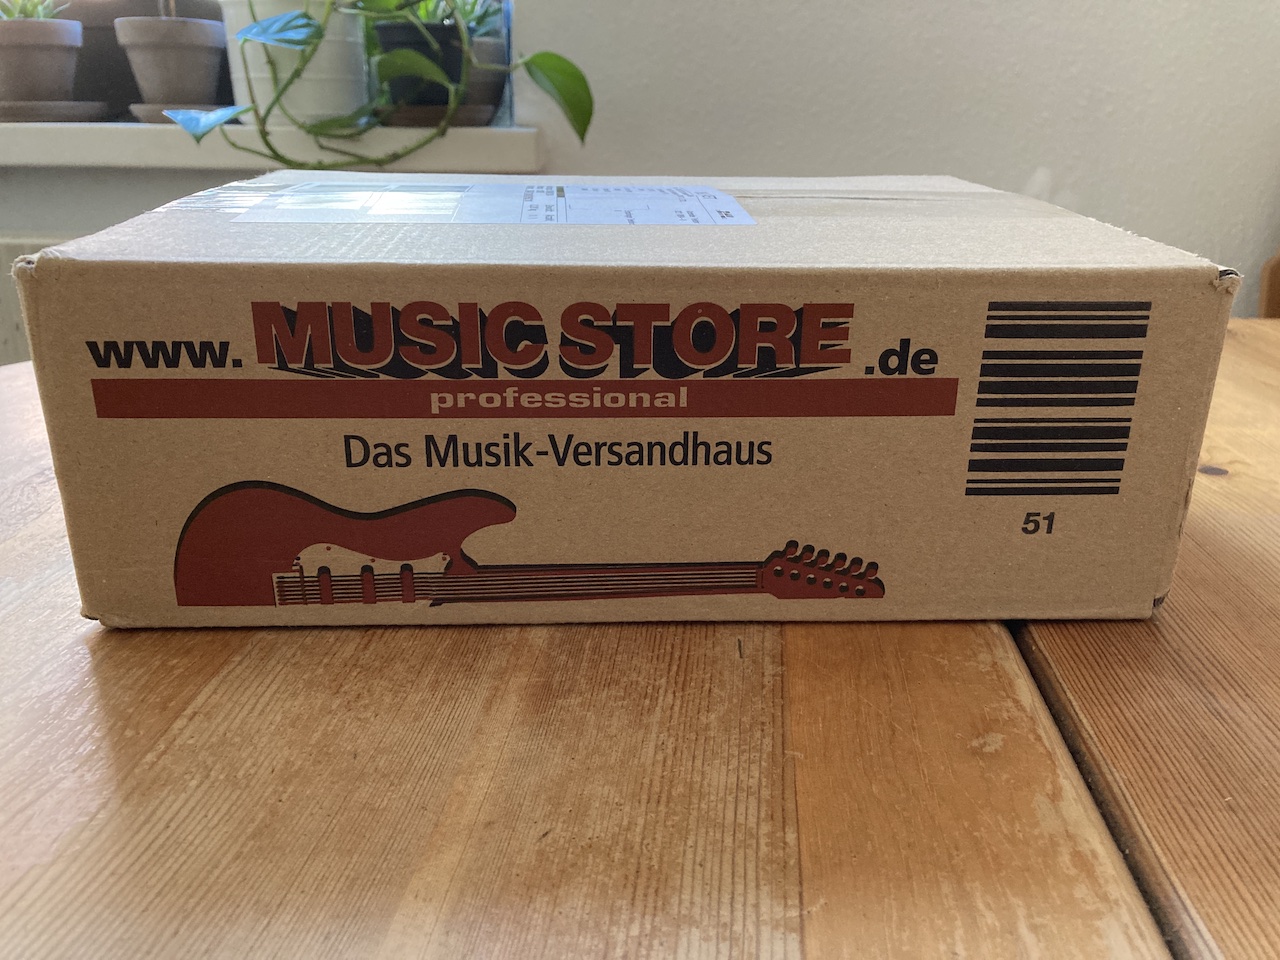 www.MUSIC STORE.de
professional
Das Musik-Versandhaus
51